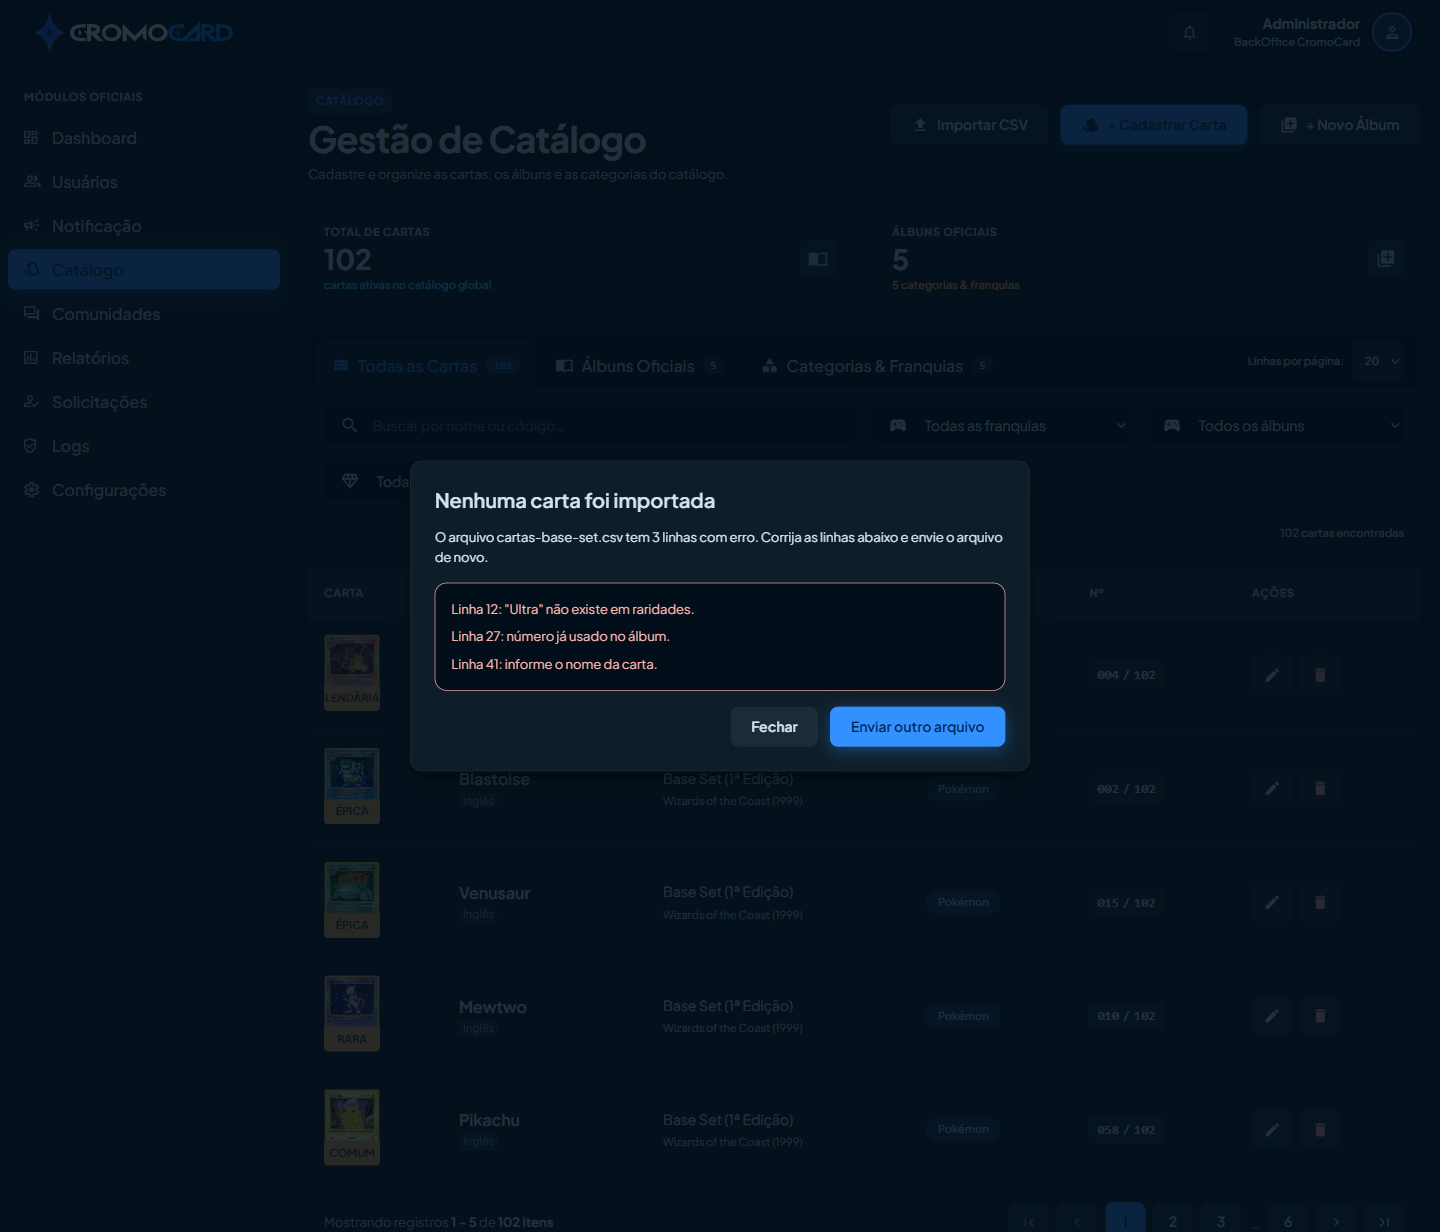 CROMOCARD
Administrador
BackOffice CromoCard
MÓDULOS OFICIAIS
Dashboard
Usuários
Notificação
Catálogo
Comunidades
Relatórios
Solicitações
Logs
Configurações
CATÁLOGO
Gestão de Catálogo
Cadastre e organize as cartas, os álbuns e as categorias do catálogo.
Importar CSV
+ Cadastrar Carta
+ Novo Álbum
TOTAL DE CARTAS
102
cartas ativas no catálogo global
ÁLBUNS OFICIAIS
5
5 categorias & franquias
Todas as Cartas 102
Álbuns Oficiais 5
Categorias & Franquias 5
Linhas por página: 20
Buscar por nome ou código...
Todas as franquias
Todos os álbuns
Toda
102 cartas encontradas
Nenhuma carta foi importada
O arquivo cartas-base-set.csv tem 3 linhas com erro. Corrija as linhas abaixo e envie o arquivo
de novo.
Linha 12: "Ultra" não existe em raridades.
Linha 27: número já usado no álbum.
Linha 41: informe o nome da carta.
Fechar
Enviar outro arquivo
CARTA
Nº
AÇÕES
LENDÁRIA
004 / 102
ÉPICA
Blastoise
Inglês
Base Set (1ª Edição)
Wizards of the Coast (1999)
Pokémon
002 / 102
ÉPICA
Venusaur
Inglês
Base Set (1ª Edição)
Wizards of the Coast (1999)
Pokémon
015 / 102
RARA
Mewtwo
Inglês
Base Set (1ª Edição)
Wizards of the Coast (1999)
Pokémon
010 / 102
COMUM
Pikachu
Inglês
Base Set (1ª Edição)
Wizards of the Coast (1999)
Pokémon
058 / 102
Mostrando registros 1 - 5 de 102 itens
1 2 3 ... 6